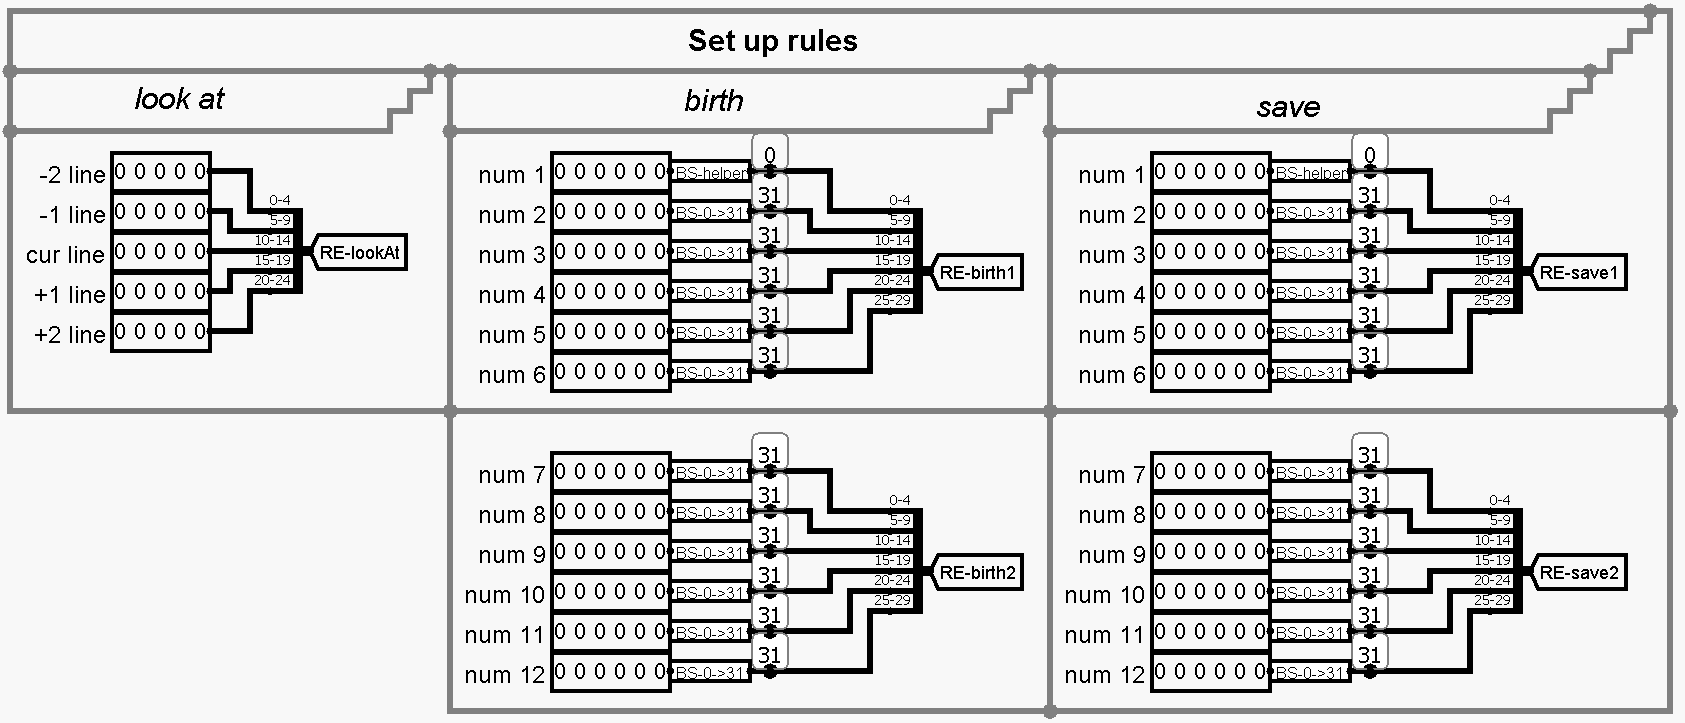 Set up rules
look at
-2 line 0 0 0 0 0 0-4
-1 line 0 0 0 0 0 5-9
cur line 0 0 0 0 0 10-14 RE-lookAt
+1 line 0 0 0 0 0 15-19
+2 line 0 0 0 0 0 20-24
birth
num 1 0 0 0 0 0 0 BS-helper 0 0-4
num 2 0 0 0 0 0 0 BS-0->31 31 5-9
num 3 0 0 0 0 0 0 BS-0->31 31 10-14
num 4 0 0 0 0 0 0 BS-0->31 31 15-19 RE-birth1
num 5 0 0 0 0 0 0 BS-0->31 31 20-24
num 6 0 0 0 0 0 0 BS-0->31 31 25-29
save
num 1 0 0 0 0 0 0 BS-helper 0 0-4
num 2 0 0 0 0 0 0 BS-0->31 31 5-9
num 3 0 0 0 0 0 0 BS-0->31 31 10-14
num 4 0 0 0 0 0 0 BS-0->31 31 15-19 RE-save1
num 5 0 0 0 0 0 0 BS-0->31 31 20-24
num 6 0 0 0 0 0 0 BS-0->31 31 25-29
num 7 0 0 0 0 0 0 BS-0->31 31 0-4
num 8 0 0 0 0 0 0 BS-0->31 31 5-9
num 9 0 0 0 0 0 0 BS-0->31 31 10-14
num 10 0 0 0 0 0 0 BS-0->31 31 15-19 RE-birth2
num 11 0 0 0 0 0 0 BS-0->31 31 20-24
num 12 0 0 0 0 0 0 BS-0->31 31 25-29
num 7 0 0 0 0 0 0 BS-0->31 31 0-4
num 8 0 0 0 0 0 0 BS-0->31 31 5-9
num 9 0 0 0 0 0 0 BS-0->31 31 10-14
num 10 0 0 0 0 0 0 BS-0->31 31 15-19 RE-save2
num 11 0 0 0 0 0 0 BS-0->31 31 20-24
num 12 0 0 0 0 0 0 BS-0->31 31 25-29